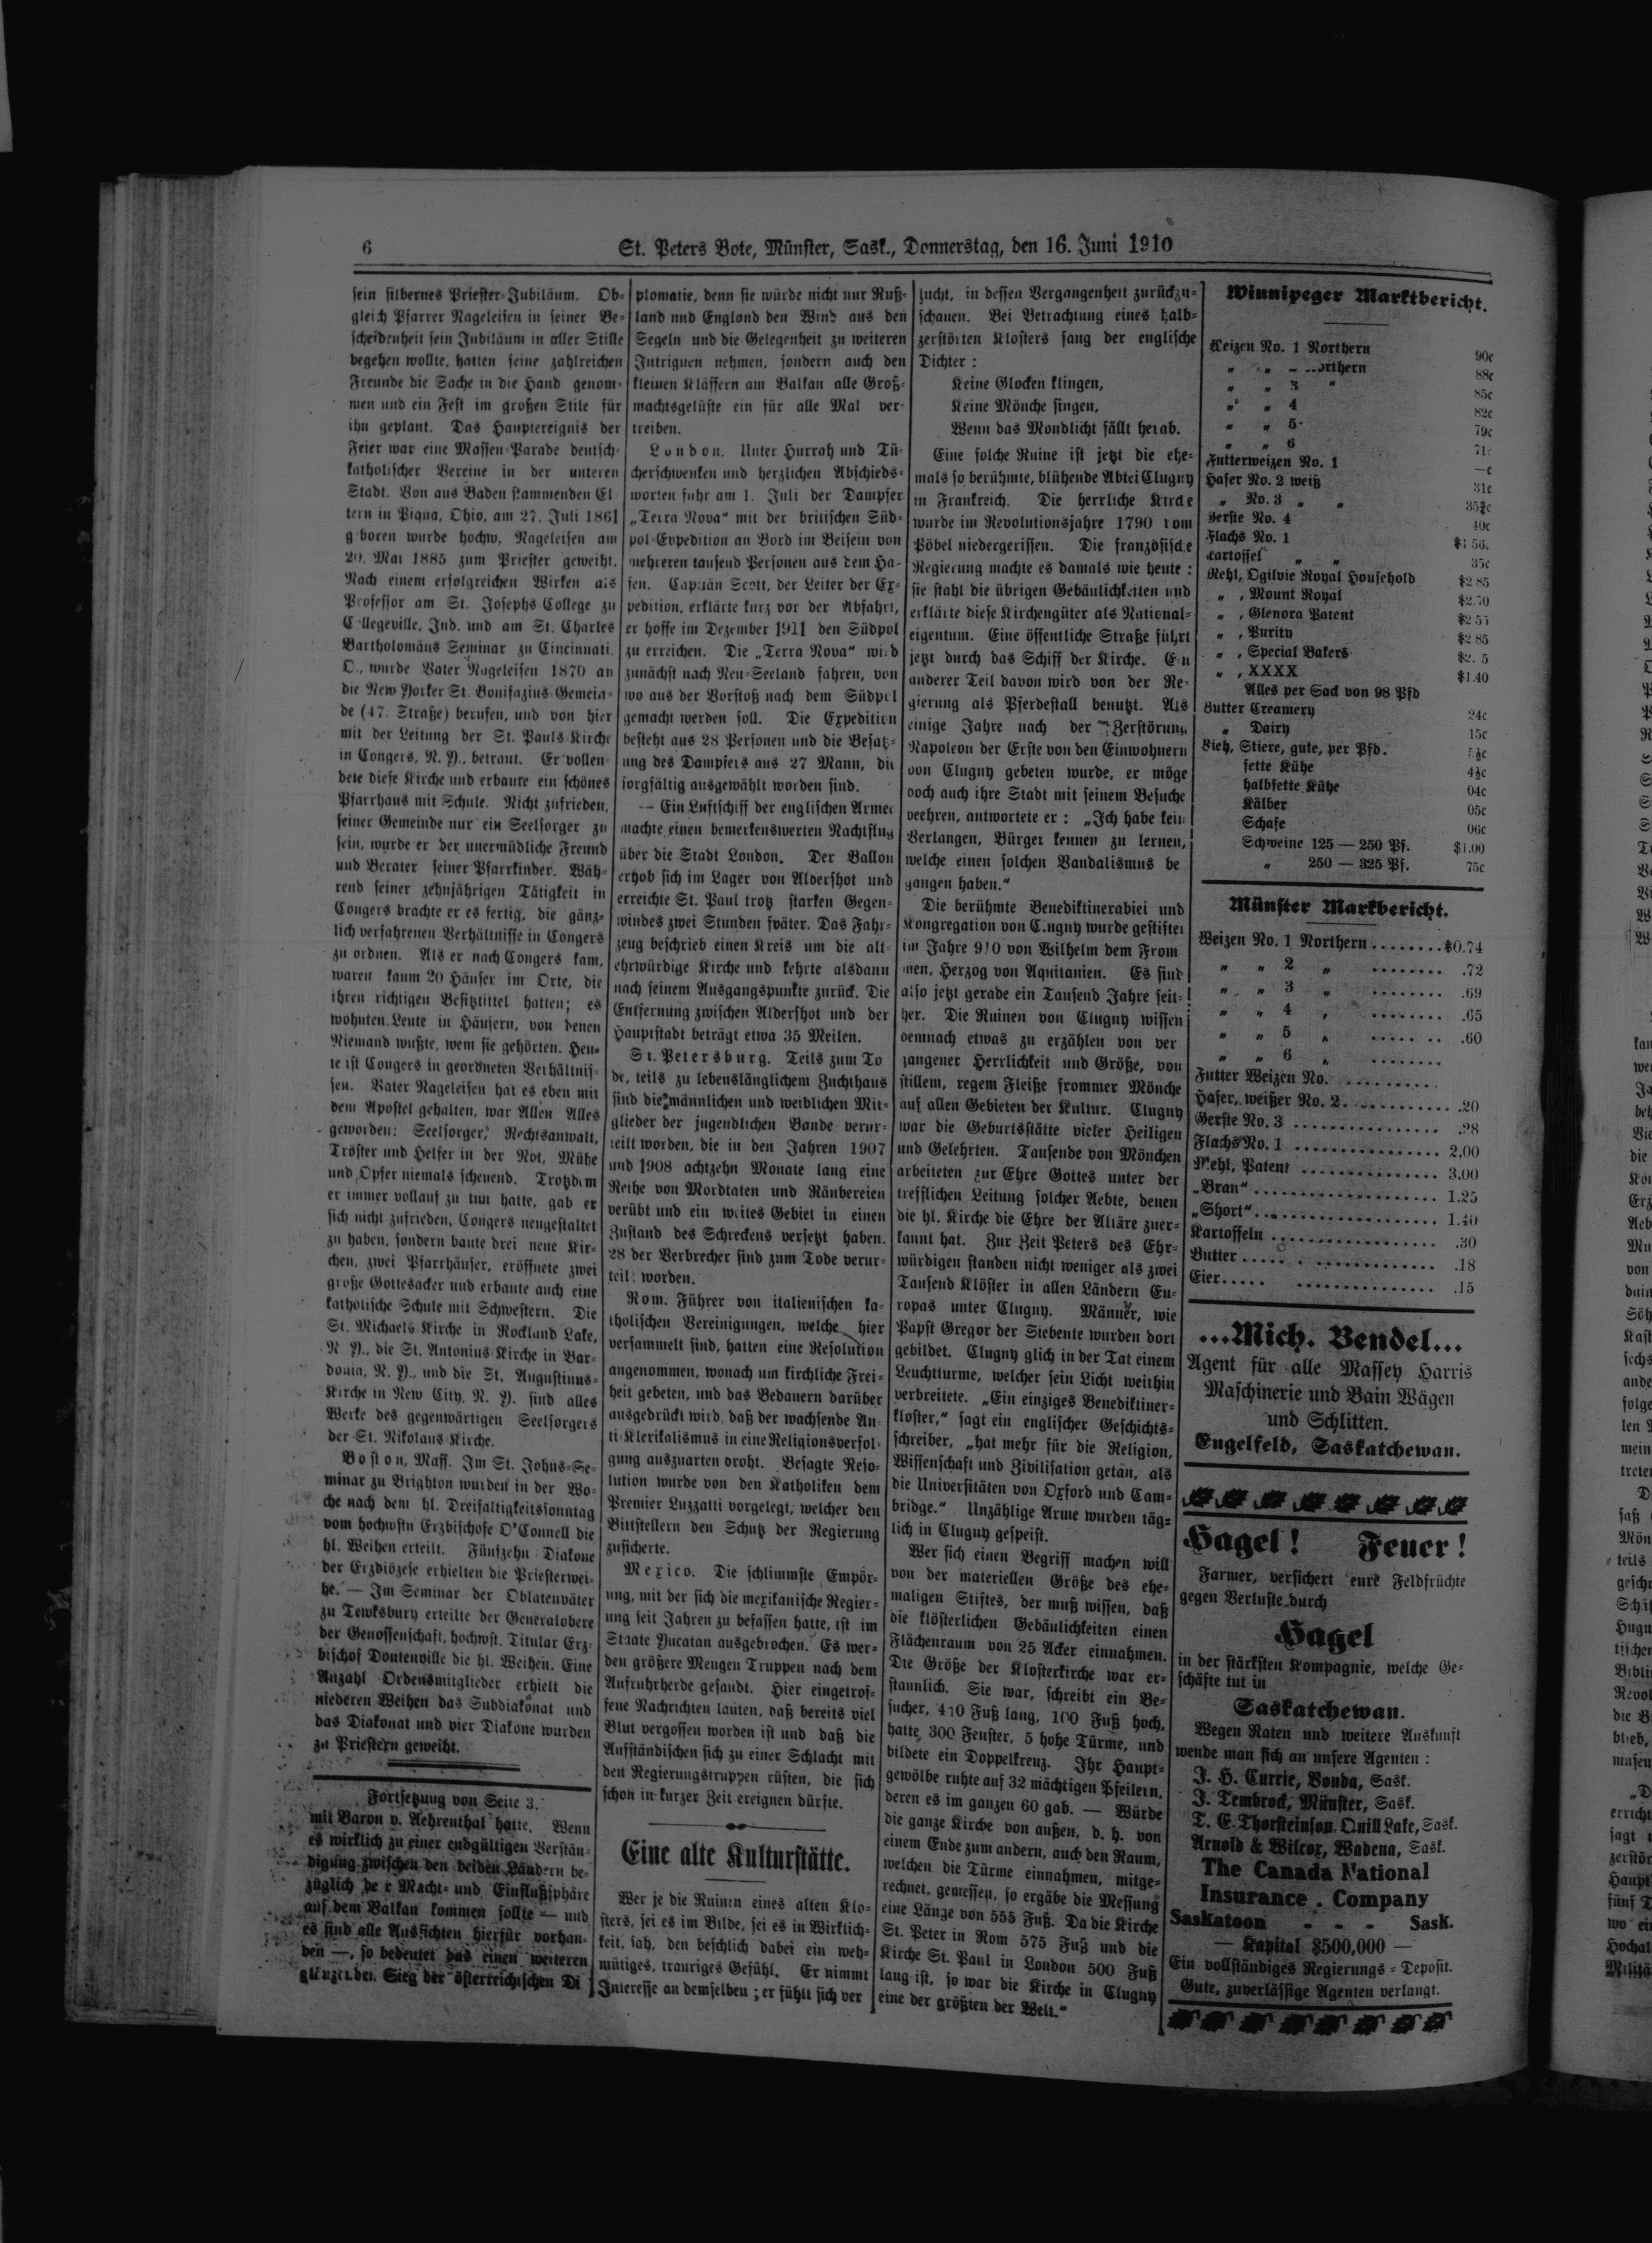 6
St. Peters Bote, Münster, Sask., Donnerstag, den 16. Juni 1910
sein silbernes Priester-Jubiläum. Ob-
gleich Pfarrer Nageleisen in seiner Be-
scheidenheit sein Jubiläum in aller Stille
begehen wollte, hatten seine zahlreichen
Freunde die Sache in die Hand genom-
men und ein Fest im großen Stile für
ihn geplant. Das Hauptereignis der
Feier war eine Massen-Parade deutsch-
katholischer Vereine in der unteren
Stadt. Von aus Baden stammenden El
tern in Piqua, Ohio, am 27. Juli 1861
g boren wurde hochw. Nageleisen am
20. Mai 1885 zum Priester geweiht.
Nach einem erfolgreichen Wirken als
Professor am St. Josephs College zu
C llegeville, Ind. und am St. Charles
Bartholomäus Seminar zu Cincinnati,
O., wurde Vater Nageleisen 1870 an
die New Yorker St. Bonifazius-Gemein-
de (47. Straße) berufen, und von hier
mit der Leitung der St. Pauls-Kirche
in Congers, N. Y., betraut. Er vollen-
dete diese Kirche und erbaute ein schönes
Pfarrhaus mit Schule. Nicht zufrieden,
seiner Gemeinde nur ein Seelsorger zu
sein, wurde er der unermüdliche Freund
und Berater seiner Pfarrkinder. Wäh-
rend seiner zehnjährigen Tätigkeit in
Congers brachte er es fertig, die gänz-
lich verfahrenen Verhältnisse in Congers
zu ordnen. Als er nach Congers kam,
waren kaum 20 Häuser im Orte, die
ihren richtigen Besitztittel hatten; es
wohnten Leute in Häusern, von denen
Niemand wußte, wem sie gehörten. Heu-
te ist Congers in geordneten Verhältnis-
sen. Vater Nageleisen hat es eben mit
dem Apostel gehalten, war Allen Alles
geworden: Seelsorger, Rechtsanwalt,
Tröster und Helfer in der Not, Mühe
und Opfer niemals scheuend. Trotzdem
er immer vollauf zu tun hatte, gab er
sich nicht zufrieden, Congers neugestaltet
zu haben, sondern baute drei neue Kir-
chen, zwei Pfarrhäuser, eröffnete zwei
große Gottesacker und erbaute auch eine
katholische Schule mit Schwestern. Die
St. Michaels-Kirche in Rockland Lake,
N. Y., die St. Antonius-Kirche in Bar-
donia, N. Y., und die St. Augustinus-
Kirche in New City, N. Y. sind alles
Werke des gegenwärtigen Seelsorgers
der St. Nikolaus-Kirche.
Boston, Mass. Im St. Johns-Se-
minar zu Brighton wurden in der Wo-
che nach dem hl. Dreifaltigkeitssonntag
vom hochwstn Erzbischofe O'Connell die
hl. Weihen erteilt. Fünfzehn Diakone
der Erzdiözese erhielten die Priesterwei-
he. — Im Seminar der Oblatenväter
zu Tewksbury erteilte der Generalobere
der Genossenschaft, hochwst. Titular Erz-
bischof Dontenville die hl. Weihen. Eine
Anzahl Ordensmitglieder erhielt die
niederen Weihen das Subdiakonat und
das Diakonat und vier Diakone wurden
zu Priestern geweiht.
Fortsetzung von Seite 3.
mit Baron v. Aehrenthal hatte. Wenn
es wirklich zu einer endgültigen Verstän-
digung zwischen den beiden Ländern be-
züglich de r Macht- und Einflußsphäre
auf dem Balkan kommen sollte — und
es sind alle Aussichten hierfür vorhan-
den —, so bedeutet das einen weiteren
glänzenden Sieg der österreichischen Di
plomatie, denn sie würde nicht nur Ruß-
land und England den Wind aus den
Segeln und die Gelegenheit zu weiteren
Intriguen nehmen, sondern auch den
kleinen Kläffern am Balkan alle Groß-
machtsgelüste ein für alle Mal ver-
treiben.
London. Unter Hurrah und Tü-
cherschwenken und herzlichen Abschieds-
worten fuhr am 1. Juli der Dampfer
„Terra Nova“ mit der britischen Süd-
pol-Expedition an Bord im Beisein von
mehreren tausend Personen aus dem Ha-
fen. Capitän Scott, der Leiter der Ex-
pedition, erklärte kurz vor der Abfahrt,
er hoffe im Dezember 1911 den Südpol
zu erreichen. Die „Terra Nova“ wird
zunächst nach Neu-Seeland fahren, von
wo aus der Vorstoß nach dem Südpol
gemacht werden soll. Die Expedition
besteht aus 28 Personen und die Besatz-
ung des Dampfers aus 27 Mann, die
sorgfältig ausgewählt worden sind.
— Ein Luftschiff der englischen Armee
machte einen bemerkenswerten Nachtflug
über die Stadt London. Der Ballon
erhob sich im Lager von Aldershot und
erreichte St. Paul trotz starken Gegen-
windes zwei Stunden später. Das Fahr-
zeug beschrieb einen Kreis um die alt-
ehrwürdige Kirche und kehrte alsdann
nach seinem Ausgangspunkte zurück. Die
Entfernung zwischen Aldershot und der
Hauptstadt beträgt etwa 35 Meilen.
St. Petersburg. Teils zum To
de, teils zu lebenslänglichem Zuchthaus
sind die männlichen und weiblichen Mit-
glieder der jugendlichen Bande verur-
teilt worden, die in den Jahren 1907
und 1908 achtzehn Monate lang eine
Reihe von Mordtaten und Räubereien
verübt und ein weites Gebiet in einen
Zustand des Schreckens versetzt haben.
28 der Verbrecher sind zum Tode verur-
teilt worden.
Rom. Führer von italienischen ka-
tholischen Vereinigungen, welche hier
versammelt sind, hatten eine Resolution
angenommen, wonach um kirchliche Frei-
heit gebeten, und das Bedauern darüber
ausgedrückt wird, daß der wachsende An-
ti-Klerikalismus in eine Religionsverfol-
gung auszuarten droht. Besagte Reso-
lution wurde von den Katholiken dem
Premier Luzzatti vorgelegt, welcher den
Bittstellern den Schutz der Regierung
zusicherte.
Mexico. Die schlimmste Empör-
ung, mit der sich die mexikanische Regier-
ung seit Jahren zu befassen hatte, ist im
Staate Yucatan ausgebrochen. Es wer-
den größere Mengen Truppen nach dem
Aufruhrherde gesandt. Hier eingetrof-
fene Nachrichten lauten, daß bereits viel
Blut vergossen worden ist und daß die
Aufständischen sich zu einer Schlacht mit
den Regierungstruppen rüsten, die sich
schon in kurzer Zeit ereignen dürfte.
Eine alte Kulturstätte.
Wer je die Ruinen eines alten Klo-
sters, sei es im Bilde, sei es in Wirklich-
keit, sah, den beschlich dabei ein weh-
mütiges, trauriges Gefühl. Er nimmt
Interesse an demselben; er fühlt sich ver
sucht, in dessen Vergangenheit zurückzu-
schauen. Bei Betrachtung eines halb-
zerstörten Klosters sang der englische
Dichter:
Keine Glocken klingen,
Keine Mönche singen,
Wenn das Mondlicht fällt herab.
Eine solche Ruine ist jetzt die ehe-
mals so berühmte, blühende Abtei Clugny
in Frankreich. Die herrliche Kirche
wurde im Revolutionsjahre 1790 vom
Pöbel niedergerissen. Die französische
Regierung machte es damals wie heute:
sie stahl die übrigen Gebäulichkeiten und
erklärte diese Kirchengüter als National-
eigentum. Eine öffentliche Straße führt
jetzt durch das Schiff der Kirche. Ein
anderer Teil davon wird von der Re-
gierung als Pferdestall benutzt. Als
einige Jahre nach der Zerstörung
Napoleon der Erste von den Einwohnern
von Clugny gebeten wurde, er möge
doch auch ihre Stadt mit seinem Besuche
beehren, antwortete er: „Ich habe kein
Verlangen, Bürger kennen zu lernen,
welche einen solchen Vandalismus be
gangen haben.“
Die berühmte Benediktinerabtei und
Kongregation von C.ugny wurde gestiftet
im Jahre 910 von Wilhelm dem From
men, Herzog von Aquitanien. Es sind
also jetzt gerade ein Tausend Jahre seit-
her. Die Ruinen von Clugny wissen
demnach etwas zu erzählen von ver
gangener Herrlichkeit und Größe, von
stillem, regem Fleiße frommer Mönche
auf allen Gebieten der Kultur. Clugny
war die Geburtsstätte vieler Heiligen
und Gelehrten. Tausende von Mönchen
arbeiteten zur Ehre Gottes unter der
trefflichen Leitung solcher Aebte, denen
die hl. Kirche die Ehre der Altäre zuer-
kannt hat. Zur Zeit Peters des Ehr-
würdigen standen nicht weniger als zwei
Tausend Klöster in allen Ländern Eu-
ropas unter Clugny. Männer, wie
Papst Gregor der Siebente wurden dort
gebildet. Clugny glich in der Tat einem
Leuchtturme, welcher sein Licht weithin
verbreitete. „Ein einziges Benediktiner-
kloster,“ sagt ein englischer Geschichts-
schreiber, „hat mehr für die Religion,
Wissenschaft und Zivilisation getan, als
die Universitäten von Oxford und Cam-
bridge.“ Unzählige Arme wurden täg-
lich in Clugny gespeist.
Wer sich einen Begriff machen will
von der materiellen Größe des ehe-
maligen Stiftes, der muß wissen, daß
die klösterlichen Gebäulichkeiten einen
Flächenraum von 25 Acker einnahmen.
Die Größe der Klosterkirche war er-
staunlich. Sie war, schreibt ein Be-
sucher, 410 Fuß lang, 100 Fuß hoch,
hatte 300 Fenster, 5 hohe Türme, und
bildete ein Doppelkreuz. Ihr Haupt-
gewölbe ruhte auf 32 mächtigen Pfeilern,
deren es im ganzen 60 gab. — Würde
die ganze Kirche von außen, d. h. von
einem Ende zum andern, auch den Raum,
welchen die Türme einnahmen, mitge-
rechnet, gemessen, so ergäbe die Messung
eine Länge von 555 Fuß. Da die Kirche
St. Peter in Rom 575 Fuß und die
Kirche St. Paul in London 500 Fuß
lang ist, so war die Kirche in Clugny
eine der größten der Welt.“
Winnipeger Marktbericht.
Weizen No. 1 Northern 90c
„ „ Northern 88c
„ „ 3 „ 85c
„ „ 4 82c
„ „ 5 79c
„ „ 6 71c
Futterweizen No. 1 —c
Hafer No. 2 weiß 31c
„ No. 3 „ „
Gerste No. 4 40c
Flachs No. 1 $1 56
Kartoffel „ „ 35c
Mehl, Ogilvie Royal Household $2 85
„ , Mount Royal $2.70
„ , Glenora Patent $2 55
„ , Purity $2 85
„ , Special Bakers
„ , XXXX $1.40
Alles per Sack von 98 Pfd
Butter Creamery 24c
„ Dairy 15c
Vieh, Stiere, gute, per Pfd.
fette Kühe 4½c
halbfette Kühe 04c
Kälber 05c
Schafe 06c
Schweine 125 — 250 Pf. $1.00
„ 250 — 325 Pf. 75c
Münster Markbericht.
Weizen No. 1 Northern ........ $0.74
„ „ 2 „ ........ .72
„ „ 3 „ ........ .69
„ „ 4 , ........ .65
„ „ 5 „ ........ .60
„ „ 6 „ ........
Futter Weizen No. ..........
Hafer, weißer No. 2 ............ .20
Gerste No. 3 ................ .28
Flachs No. 1 ................ 2.00
Mehl, Patent ................ 3.00
„Bran“ ..................... 1.25
„Short“ ..................... 1.40
Kartoffeln .................. .30
Butter ..... . ............. .18
Eier ..... ................ .15
...Mich. Bendel...
Agent für alle Massey Harris
Maschinerie und Bain Wägen
und Schlitten.
Engelfeld, Saskatchewan.
Hagel! Feuer!
Farmer, versichert eure Feldfrüchte
gegen Verluste durch
Hagel
in der stärksten Kompagnie, welche Ge-
schäfte tut in
Saskatchewan.
Wegen Raten und weitere Auskunft
wende man sich an unsere Agenten:
J. H. Currie, Vonda, Sask.
J. Tembrock, Münster, Sask.
T. E. Thorsteinson, Quill Lake, Sask.
Arnold & Wilcox, Wadena, Sask.
The Canada National
Insurance . Company
Saskatoon - - - Sask.
— Kapital $500,000 —
Ein vollständiges Regierungs-Deposit.
Gute, zuverlässige Agenten verlangt.